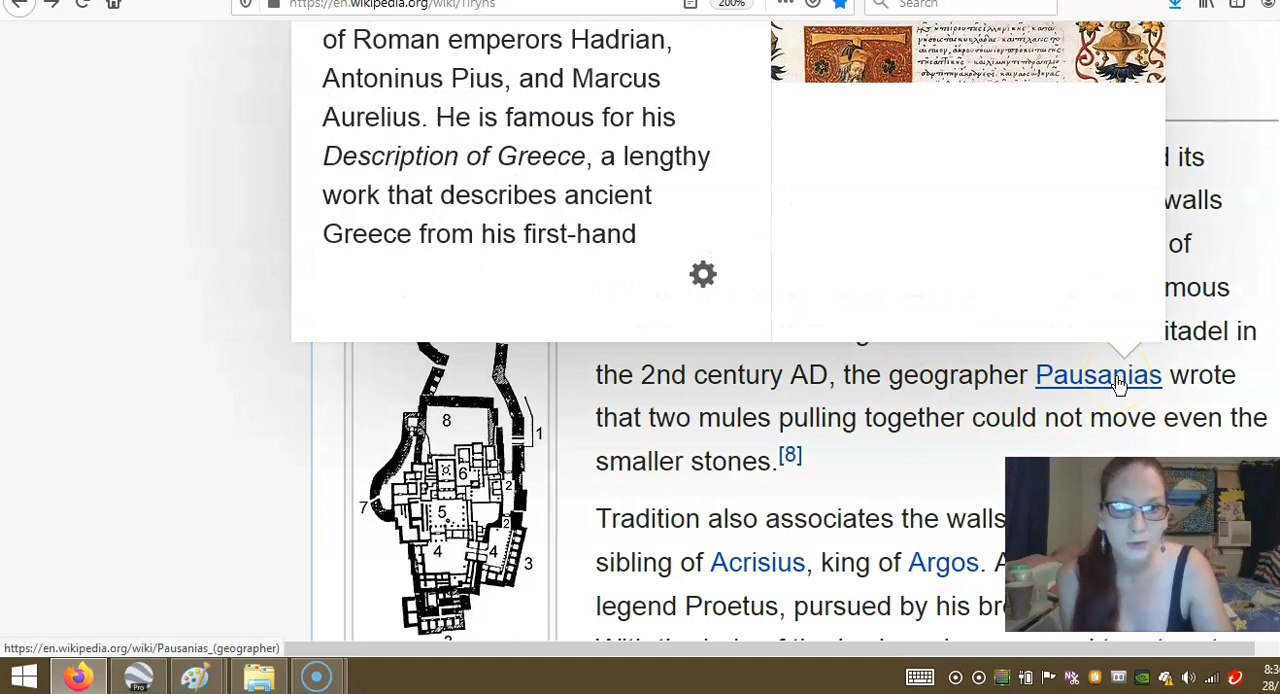 https://en.wikipedia.org/wiki/Tiryns
200%
Search
of Roman emperors Hadrian,
Antoninus Pius, and Marcus
Aurelius. He is famous for his
Description of Greece, a lengthy
work that describes ancient
Greece from his first-hand
its
walls
of
mous
itadel in
the 2nd century AD, the geographer Pausanias wrote
that two mules pulling together could not move even the
smaller stones.[8]
Tradition also associates the walls
sibling of Acrisius, king of Argos. A
legend Proetus, pursued by his br
8
1
6
2
7
5
2
4
4
3
https://en.wikipedia.org/wiki/Pausanias_(geographer)
Pro
8:3
28/